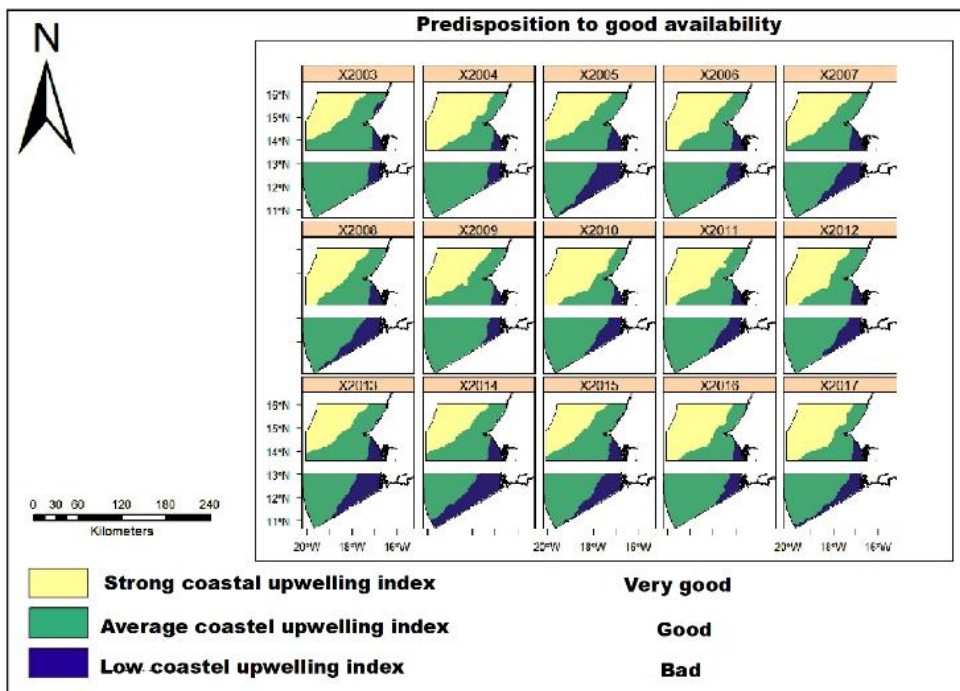 Predisposition to good availability
N
X2003 X2004 X2005 X2006 X2007
16°N
15°N
14°N
13°N
12°N
11°N
X2008 X2009 X2010 X2011 X2012
X2013 X2014 X2015 X2016 X2017
16°N
15°N
14°N
13°N
12°N
11°N
0 30 60 120 180 240
Kilometers
20°W 18°W 16°W 20°W 18°W 16°W 20°W 18°W 16°W
Strong coastal upwelling index Very good
Average coastel upwelling index Good
Low coastel upwelling index Bad